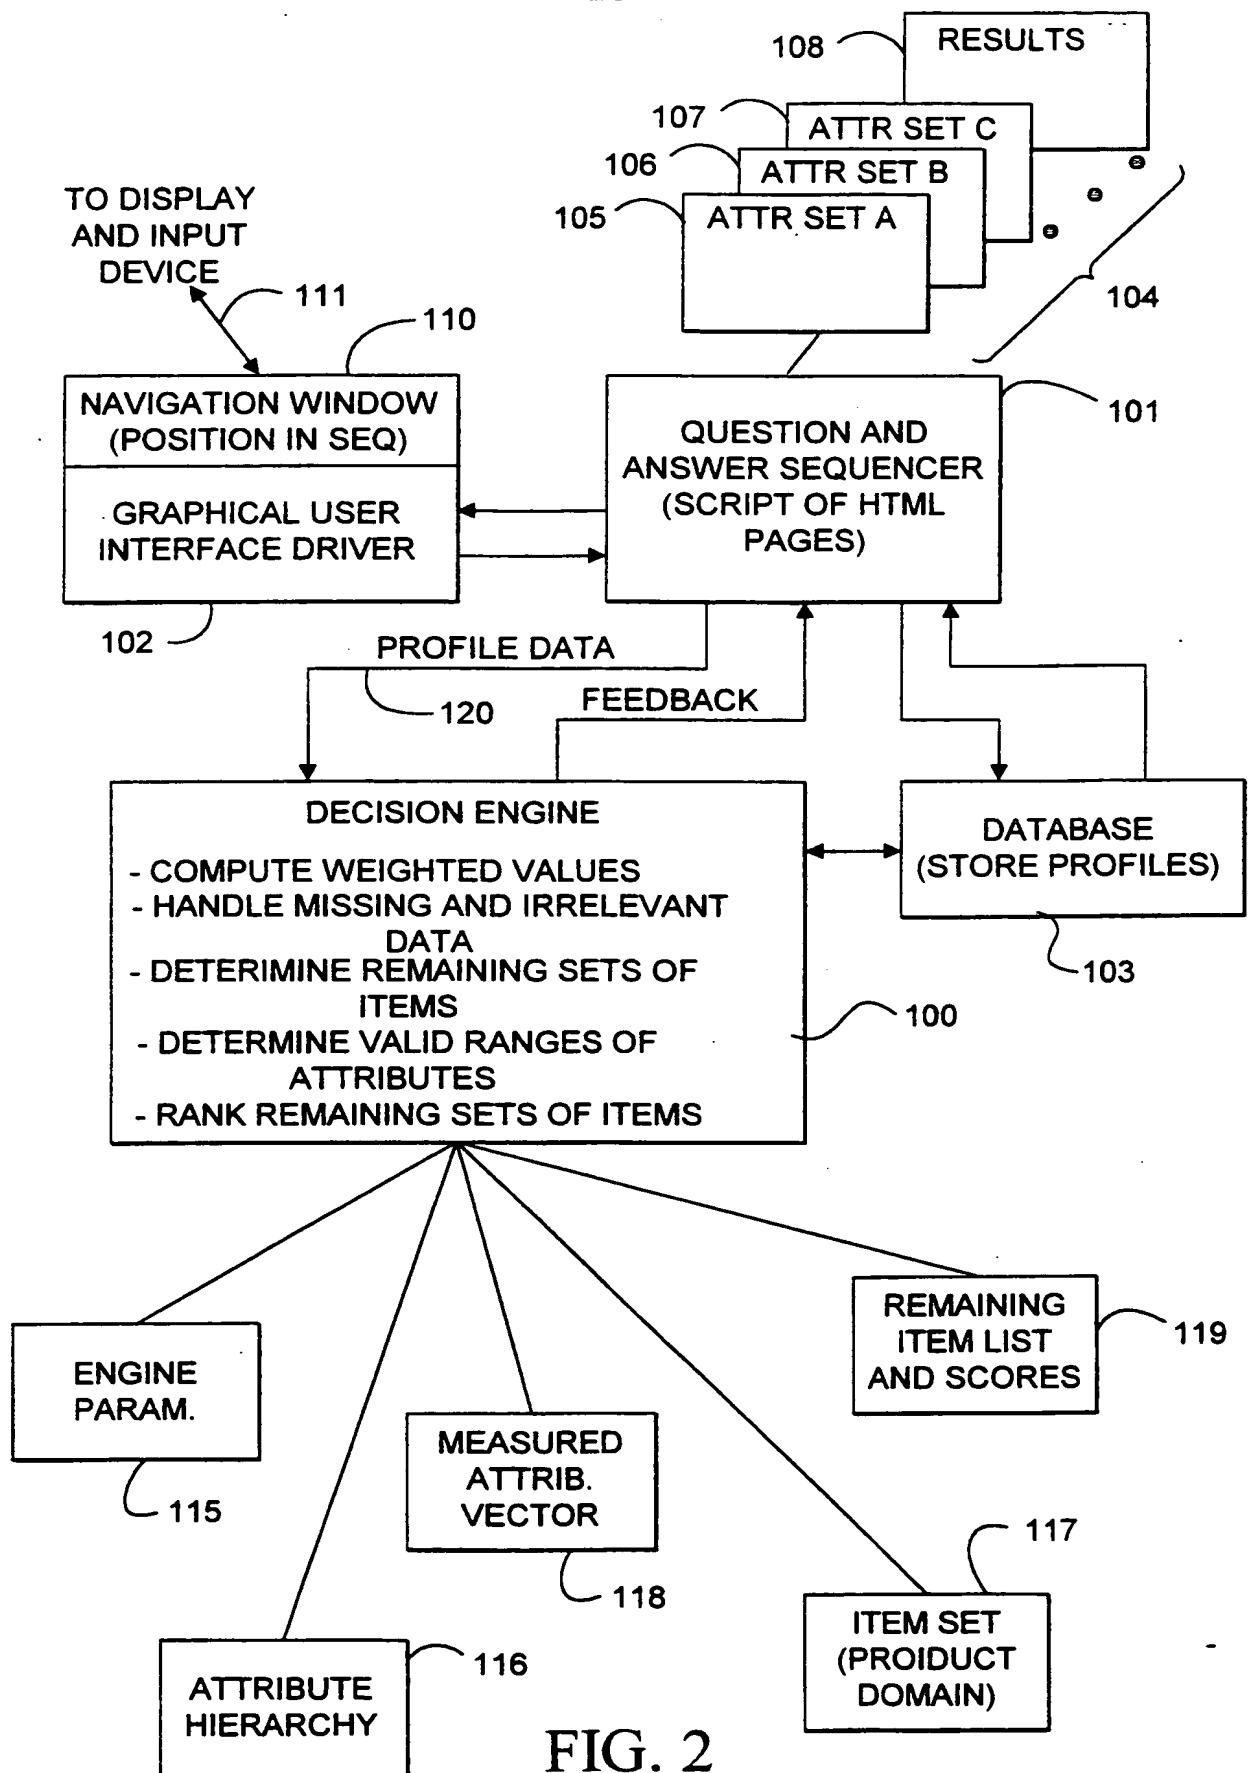 108
RESULTS
107
ATTR SET C
106
ATTR SET B
105
ATTR SET A
104
TO DISPLAY
AND INPUT
DEVICE
111
110
NAVIGATION WINDOW
(POSITION IN SEQ)
GRAPHICAL USER
INTERFACE DRIVER
102
QUESTION AND
ANSWER SEQUENCER
(SCRIPT OF HTML
PAGES)
101
PROFILE DATA
120
FEEDBACK
DECISION ENGINE
- COMPUTE WEIGHTED VALUES
- HANDLE MISSING AND IRRELEVANT
DATA
- DETERIMINE REMAINING SETS OF
ITEMS
- DETERMINE VALID RANGES OF
ATTRIBUTES
- RANK REMAINING SETS OF ITEMS
100
DATABASE
(STORE PROFILES)
103
ENGINE
PARAM.
115
ATTRIBUTE
HIERARCHY
116
MEASURED
ATTRIB.
VECTOR
118
REMAINING
ITEM LIST
AND SCORES
119
ITEM SET
(PROIDUCT
DOMAIN)
117
FIG. 2